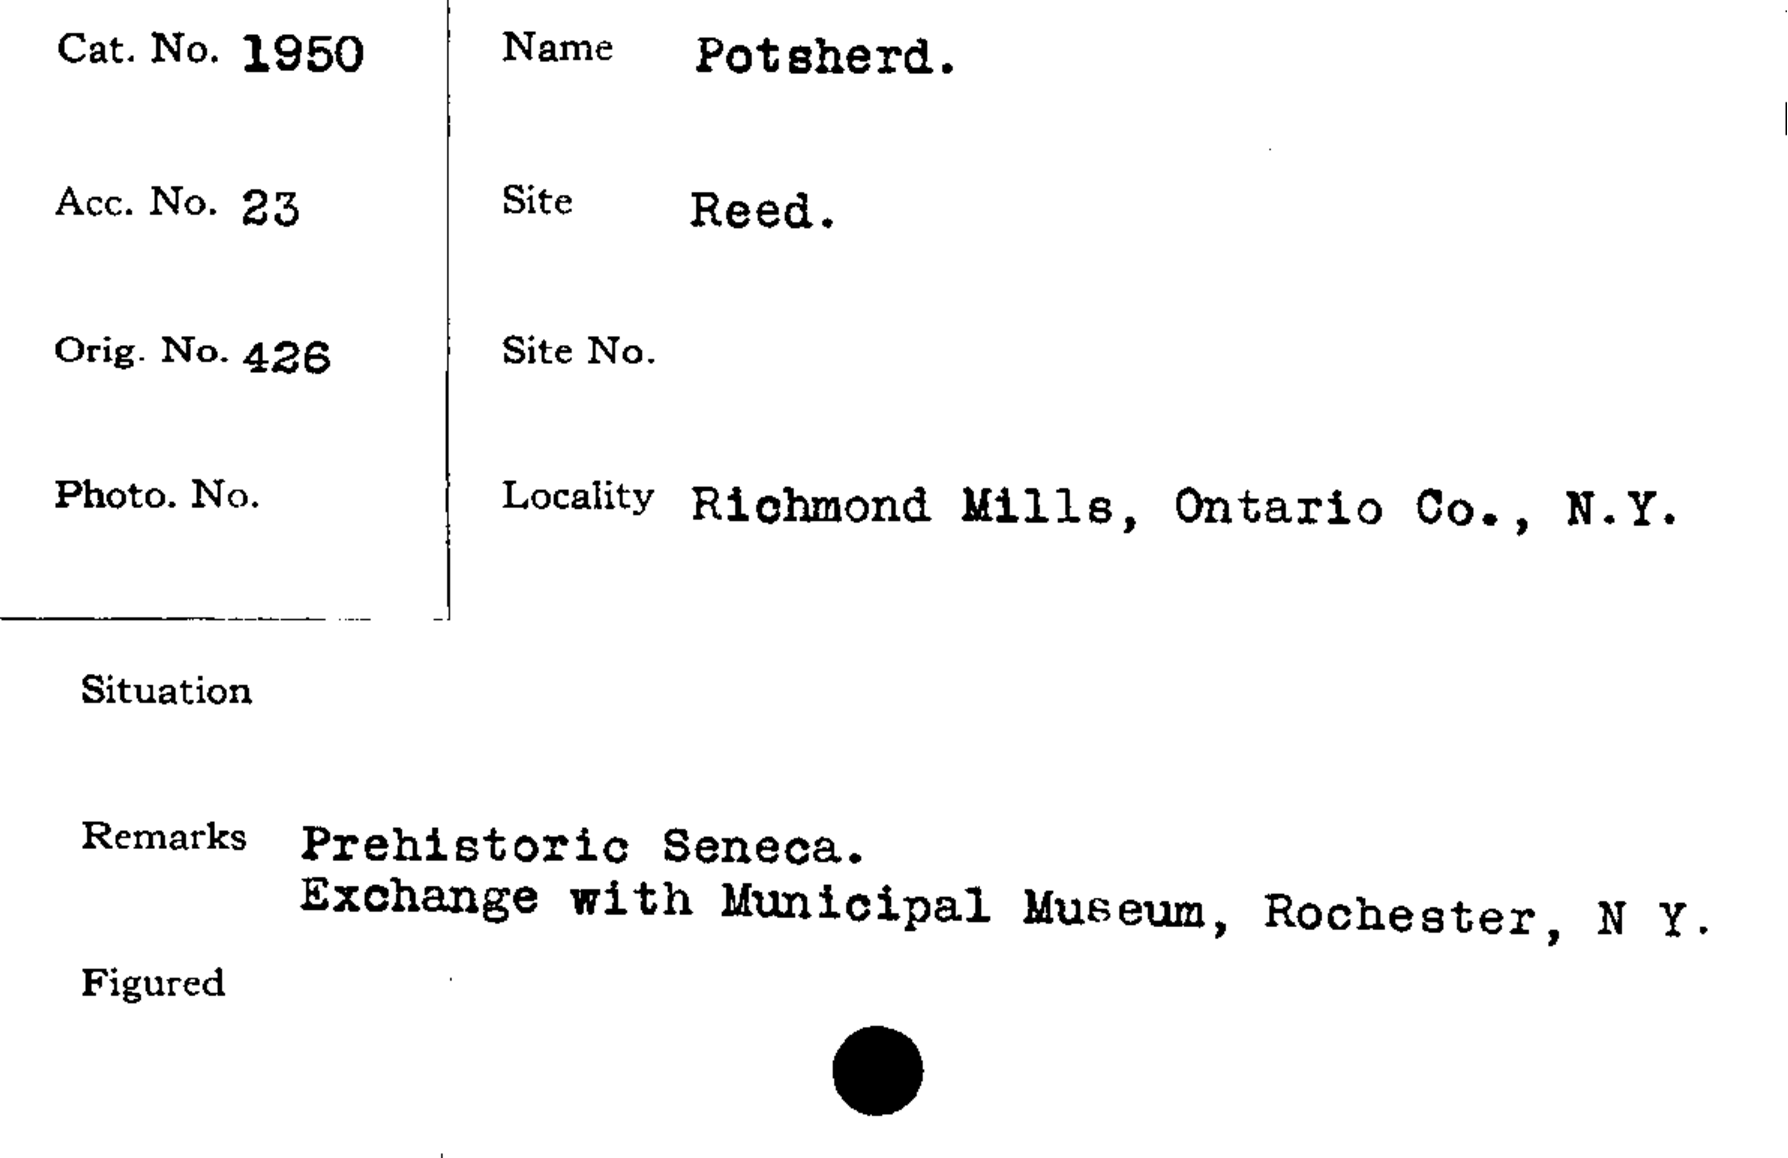 Cat. No. 1950
Acc. No. 23
Orig. No. 426
Photo. No.
Name Potsherd.
Site Reed.
Site No.
Locality Richmond Mills, Ontario Co., N.Y.
Situation
Remarks Prehistoric Seneca.
Exchange with Municipal Museum, Rochester, N Y.
Figured